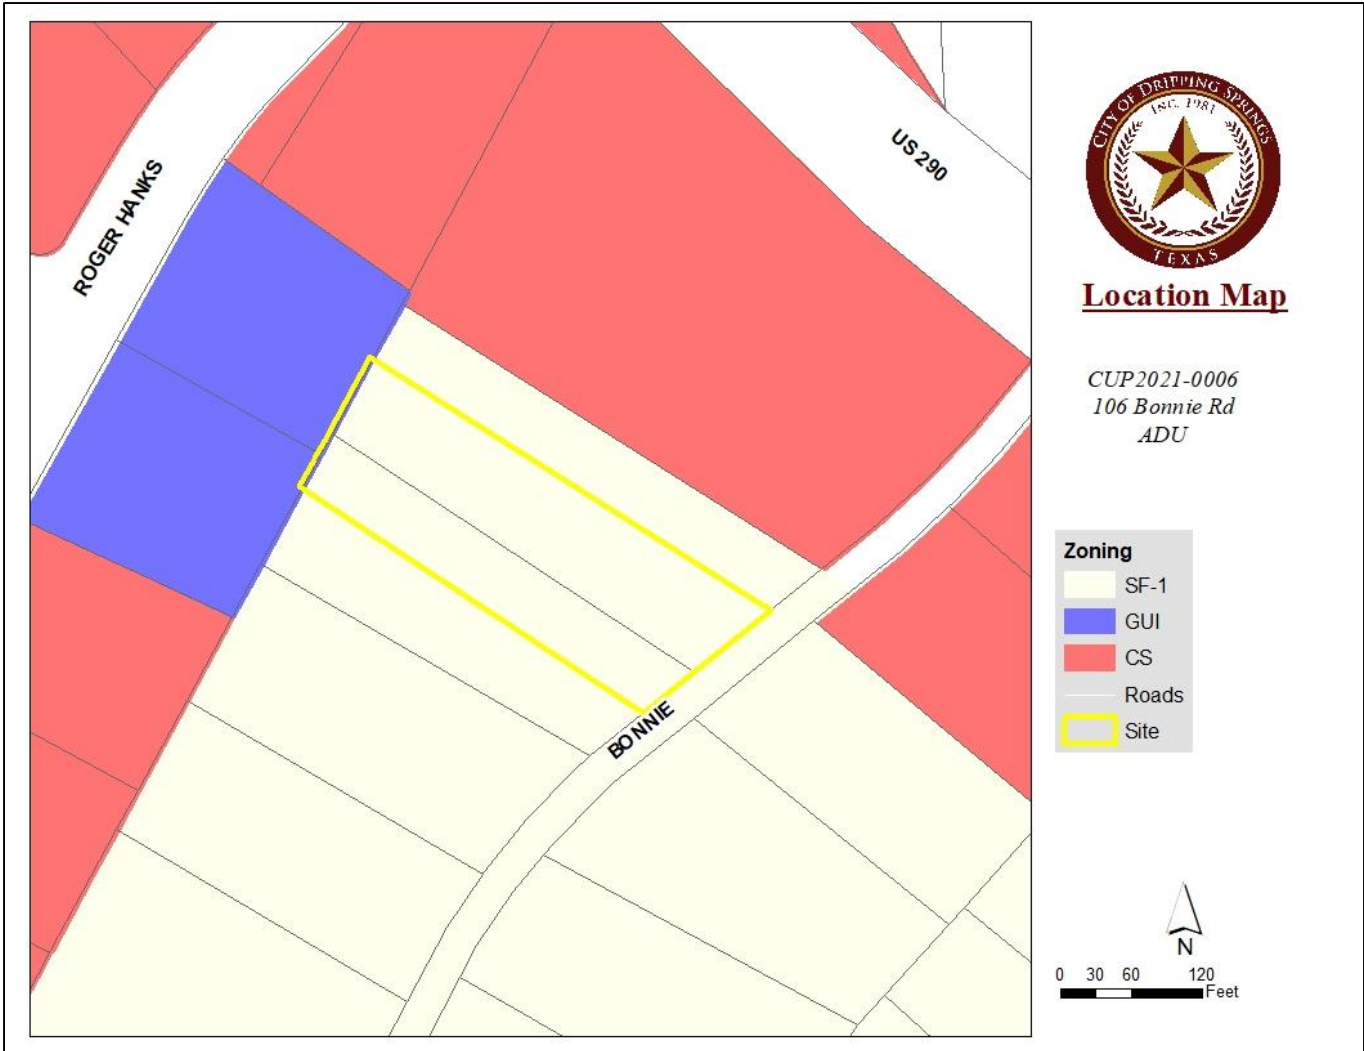 ROGER HANKS
US 290
BONNIE
CITY OF DRIPPING SPRINGS
INC. 1981
TEXAS
Location Map
CUP2021-0006
106 Bonnie Rd
ADU
Zoning
SF-1
GUI
CS
Roads
Site
N
0 30 60 120
Feet